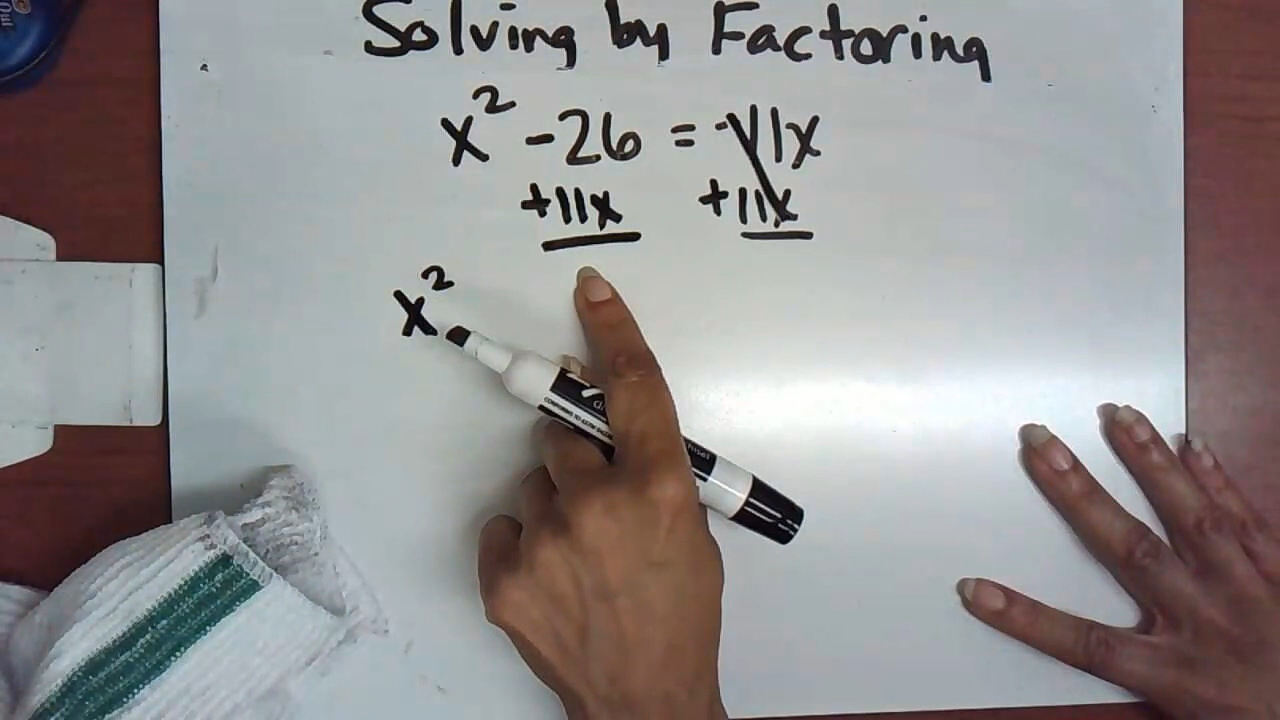 Solving by Factoring
x² - 26 = -11x
+11x +11x
x²